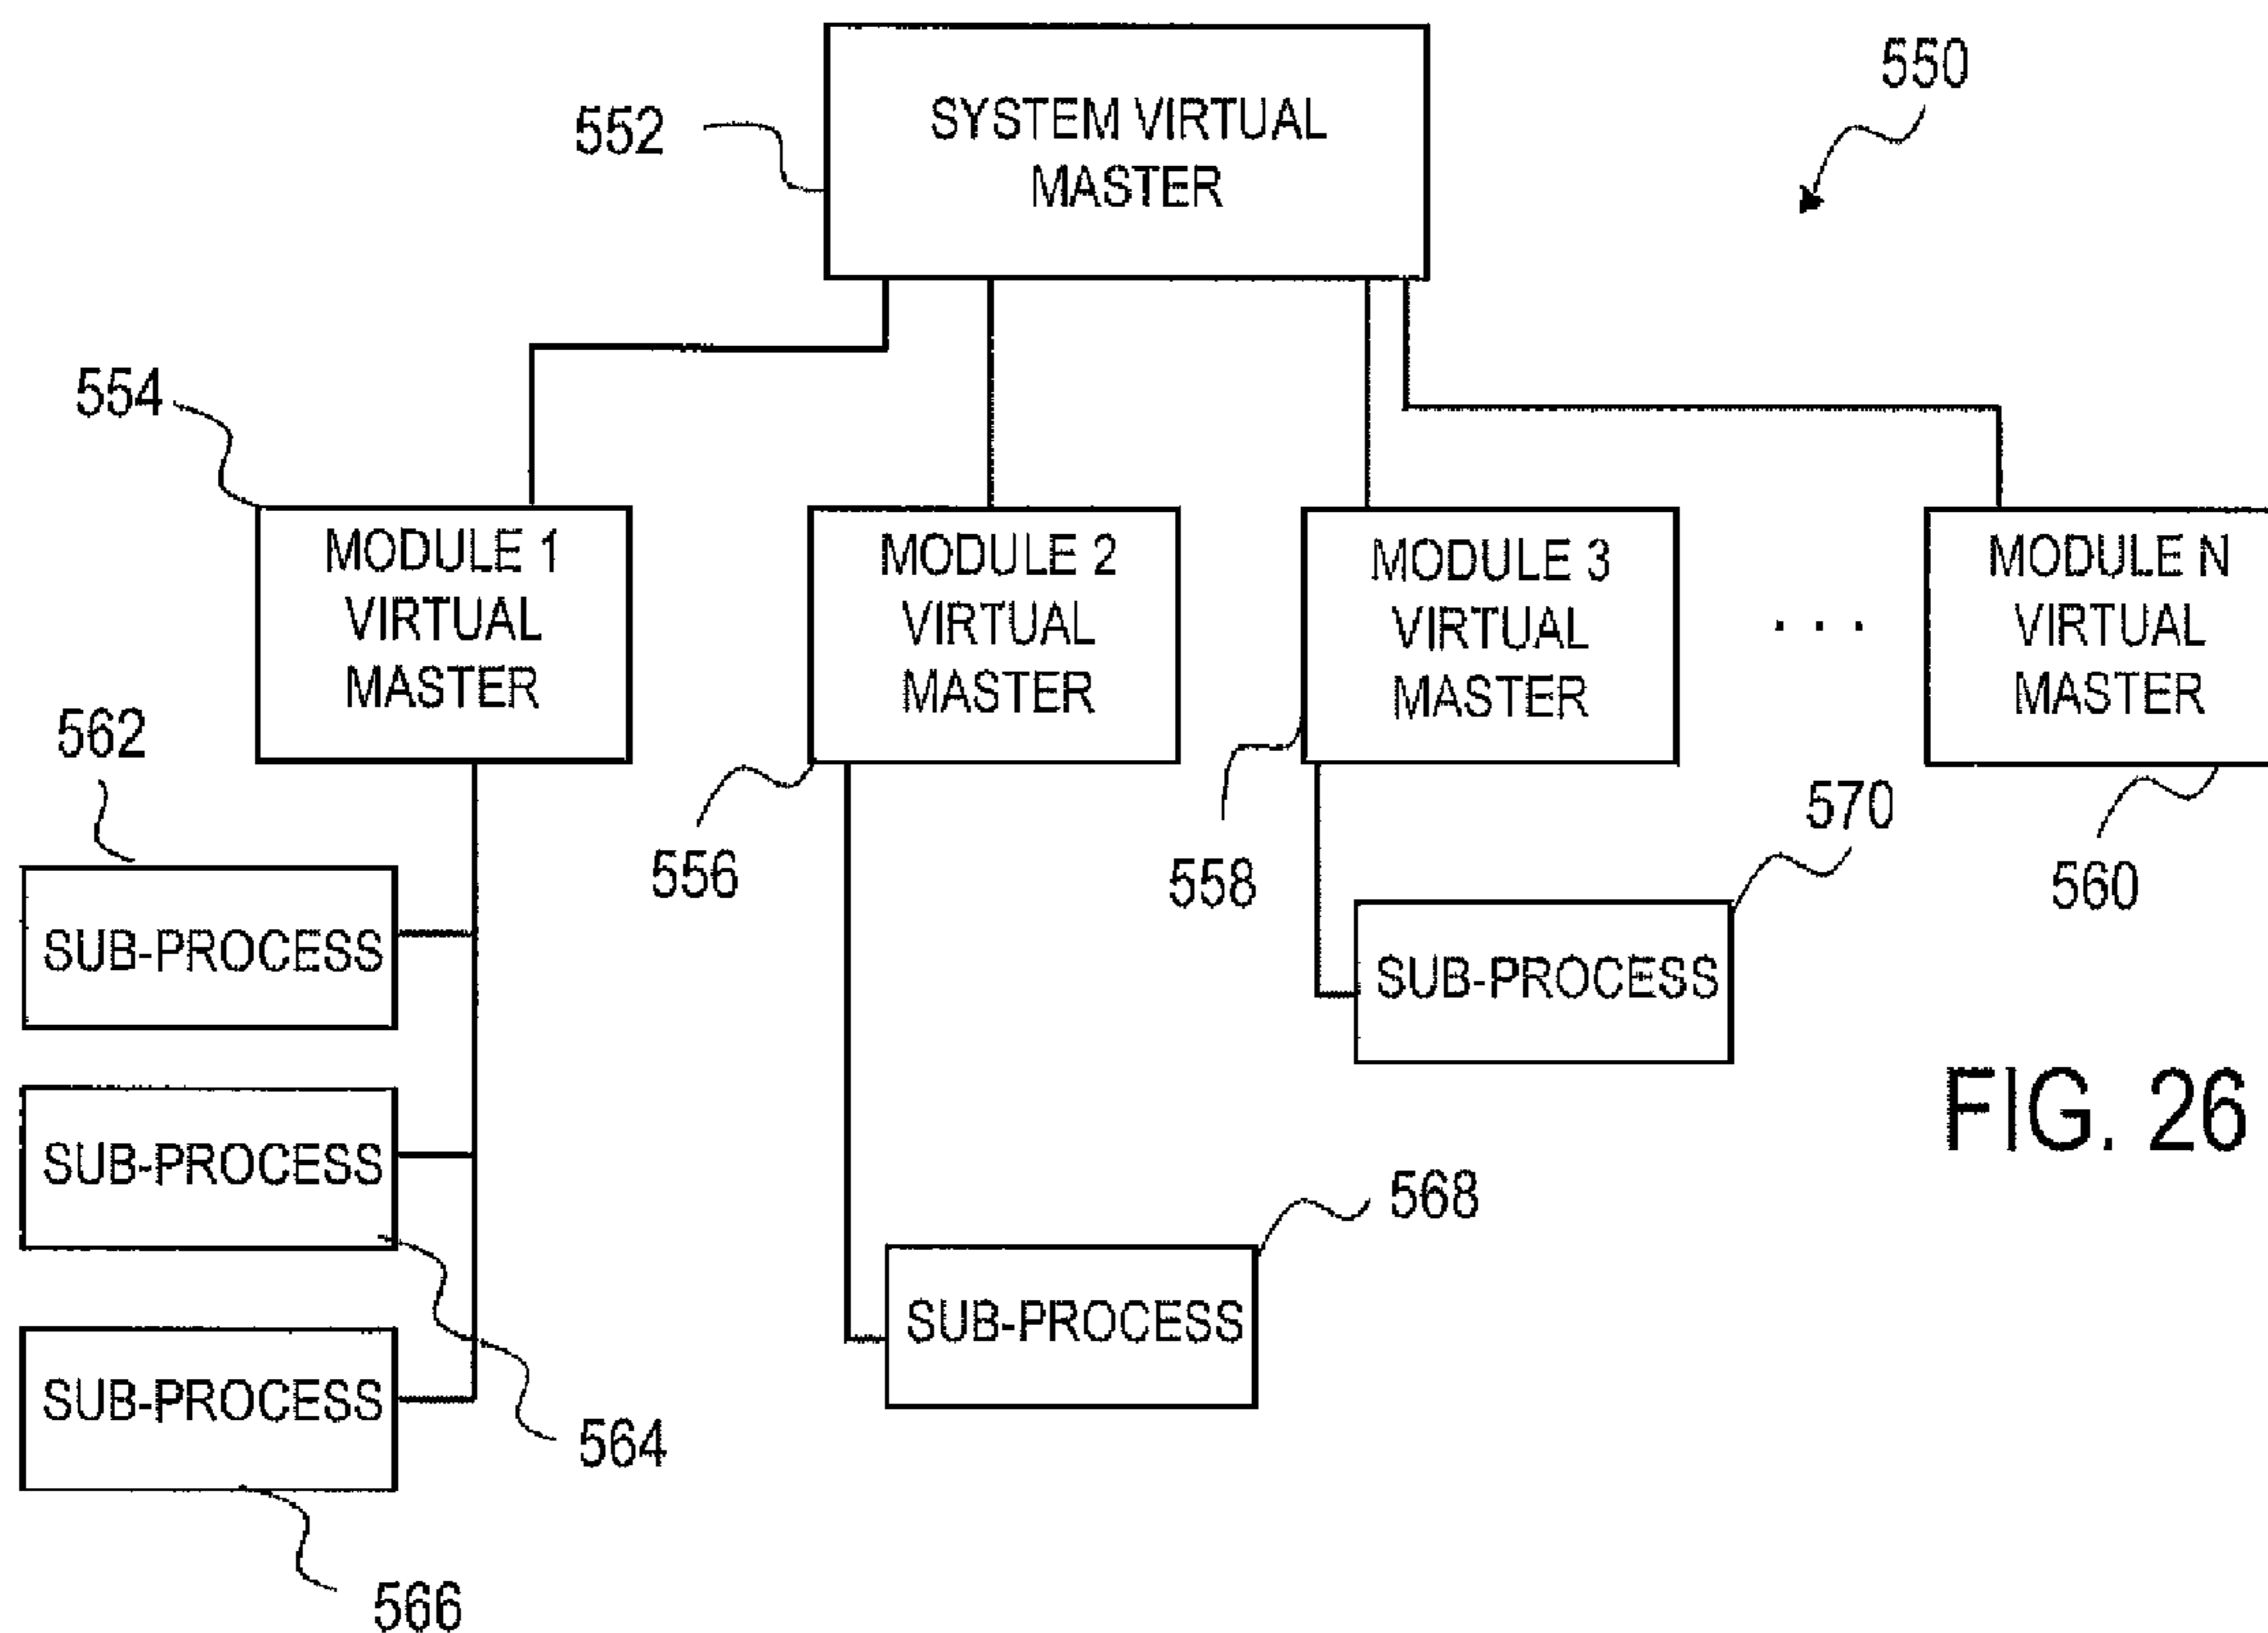 550
552
SYSTEM VIRTUAL
MASTER
554
MODULE 1
VIRTUAL
MASTER
MODULE 2
VIRTUAL
MASTER
MODULE 3
VIRTUAL
MASTER
. . .
MODULE N
VIRTUAL
MASTER
562
556
558
570
560
SUB-PROCESS
SUB-PROCESS
SUB-PROCESS
568
SUB-PROCESS
SUB-PROCESS
564
566
FIG. 26